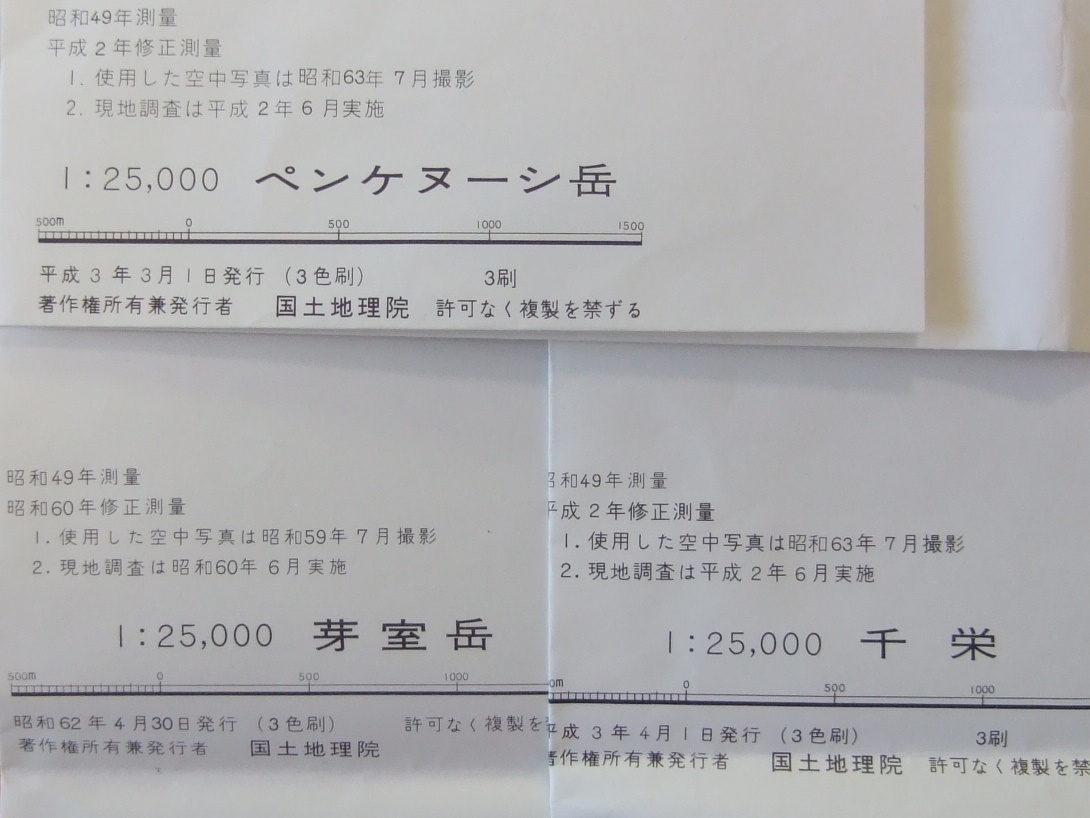 昭和49年測量
平成2年修正測量
1. 使用した空中写真は昭和63年7月撮影
2. 現地調査は平成2年6月実施
1:25,000 ペンケヌーシ岳
500m 0 500 1000 1500
平成3年3月1日発行 (3色刷) 3刷
著作権所有兼発行者 国土地理院 許可なく複製を禁ずる
昭和49年測量
昭和60年修正測量
1. 使用した空中写真は昭和59年7月撮影
2. 現地調査は昭和60年6月実施
1:25,000 芽室岳
500m 0 500 1000
昭和62年4月30日発行 (3色刷) 許可なく複製を
著作権所有兼発行者 国土地理院
昭和49年測量
平成2年修正測量
1. 使用した空中写真は昭和63年7月撮影
2. 現地調査は平成2年6月実施
1:25,000 千栄
0m 0 500 1000
平成3年4月1日発行 (3色刷) 3刷
著作権所有兼発行者 国土地理院 許可なく複製を禁